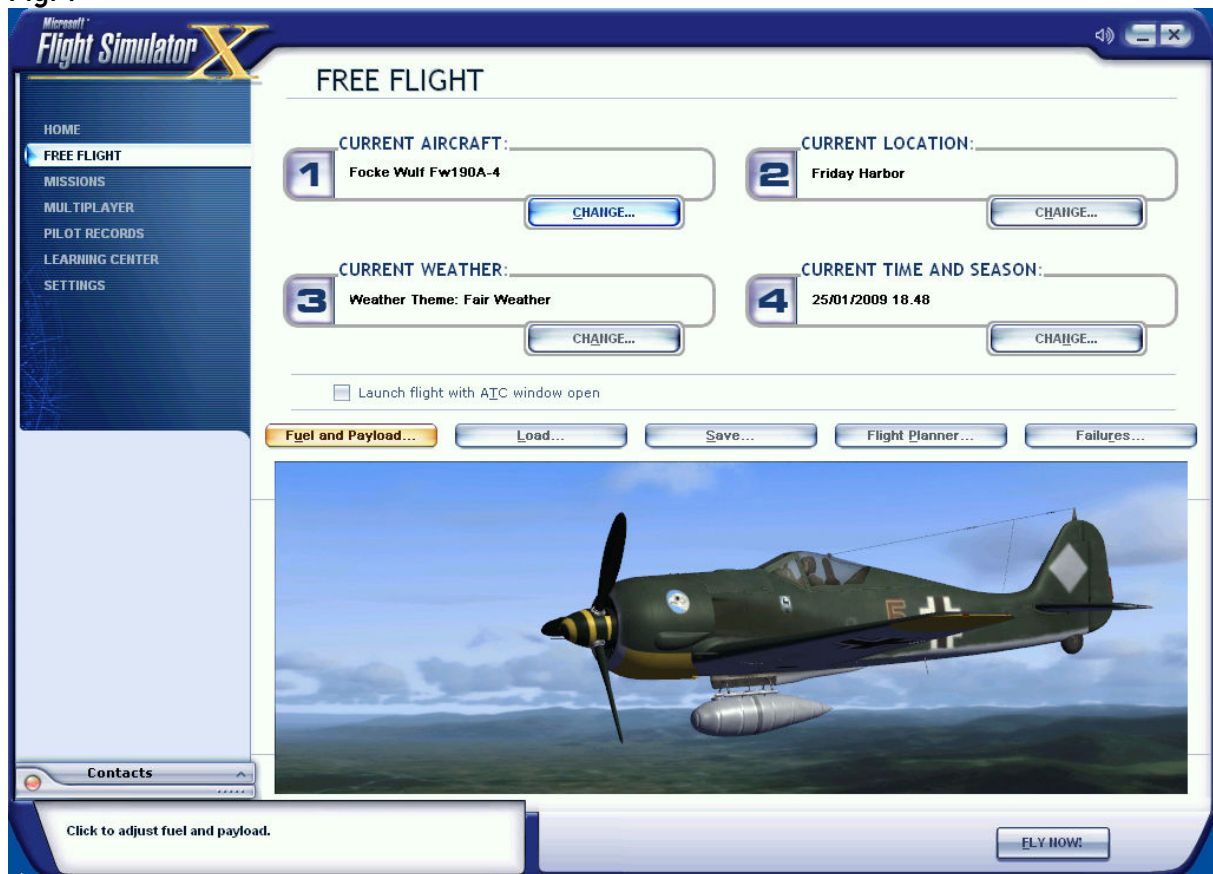 Microsoft
Flight Simulator X
FREE FLIGHT
HOME
FREE FLIGHT
MISSIONS
MULTIPLAYER
PILOT RECORDS
LEARNING CENTER
SETTINGS
CURRENT AIRCRAFT:
1
Focke Wulf Fw190A-4
CHANGE...
CURRENT LOCATION:
2
Friday Harbor
CHANGE...
CURRENT WEATHER:
3
Weather Theme: Fair Weather
CHANGE...
CURRENT TIME AND SEASON:
4
25/01/2009 18.48
CHANGE...
Launch flight with ATC window open
Fuel and Payload...
Load...
Save...
Flight Planner...
Failures...
Contacts
Click to adjust fuel and payload.
FLY NOW!